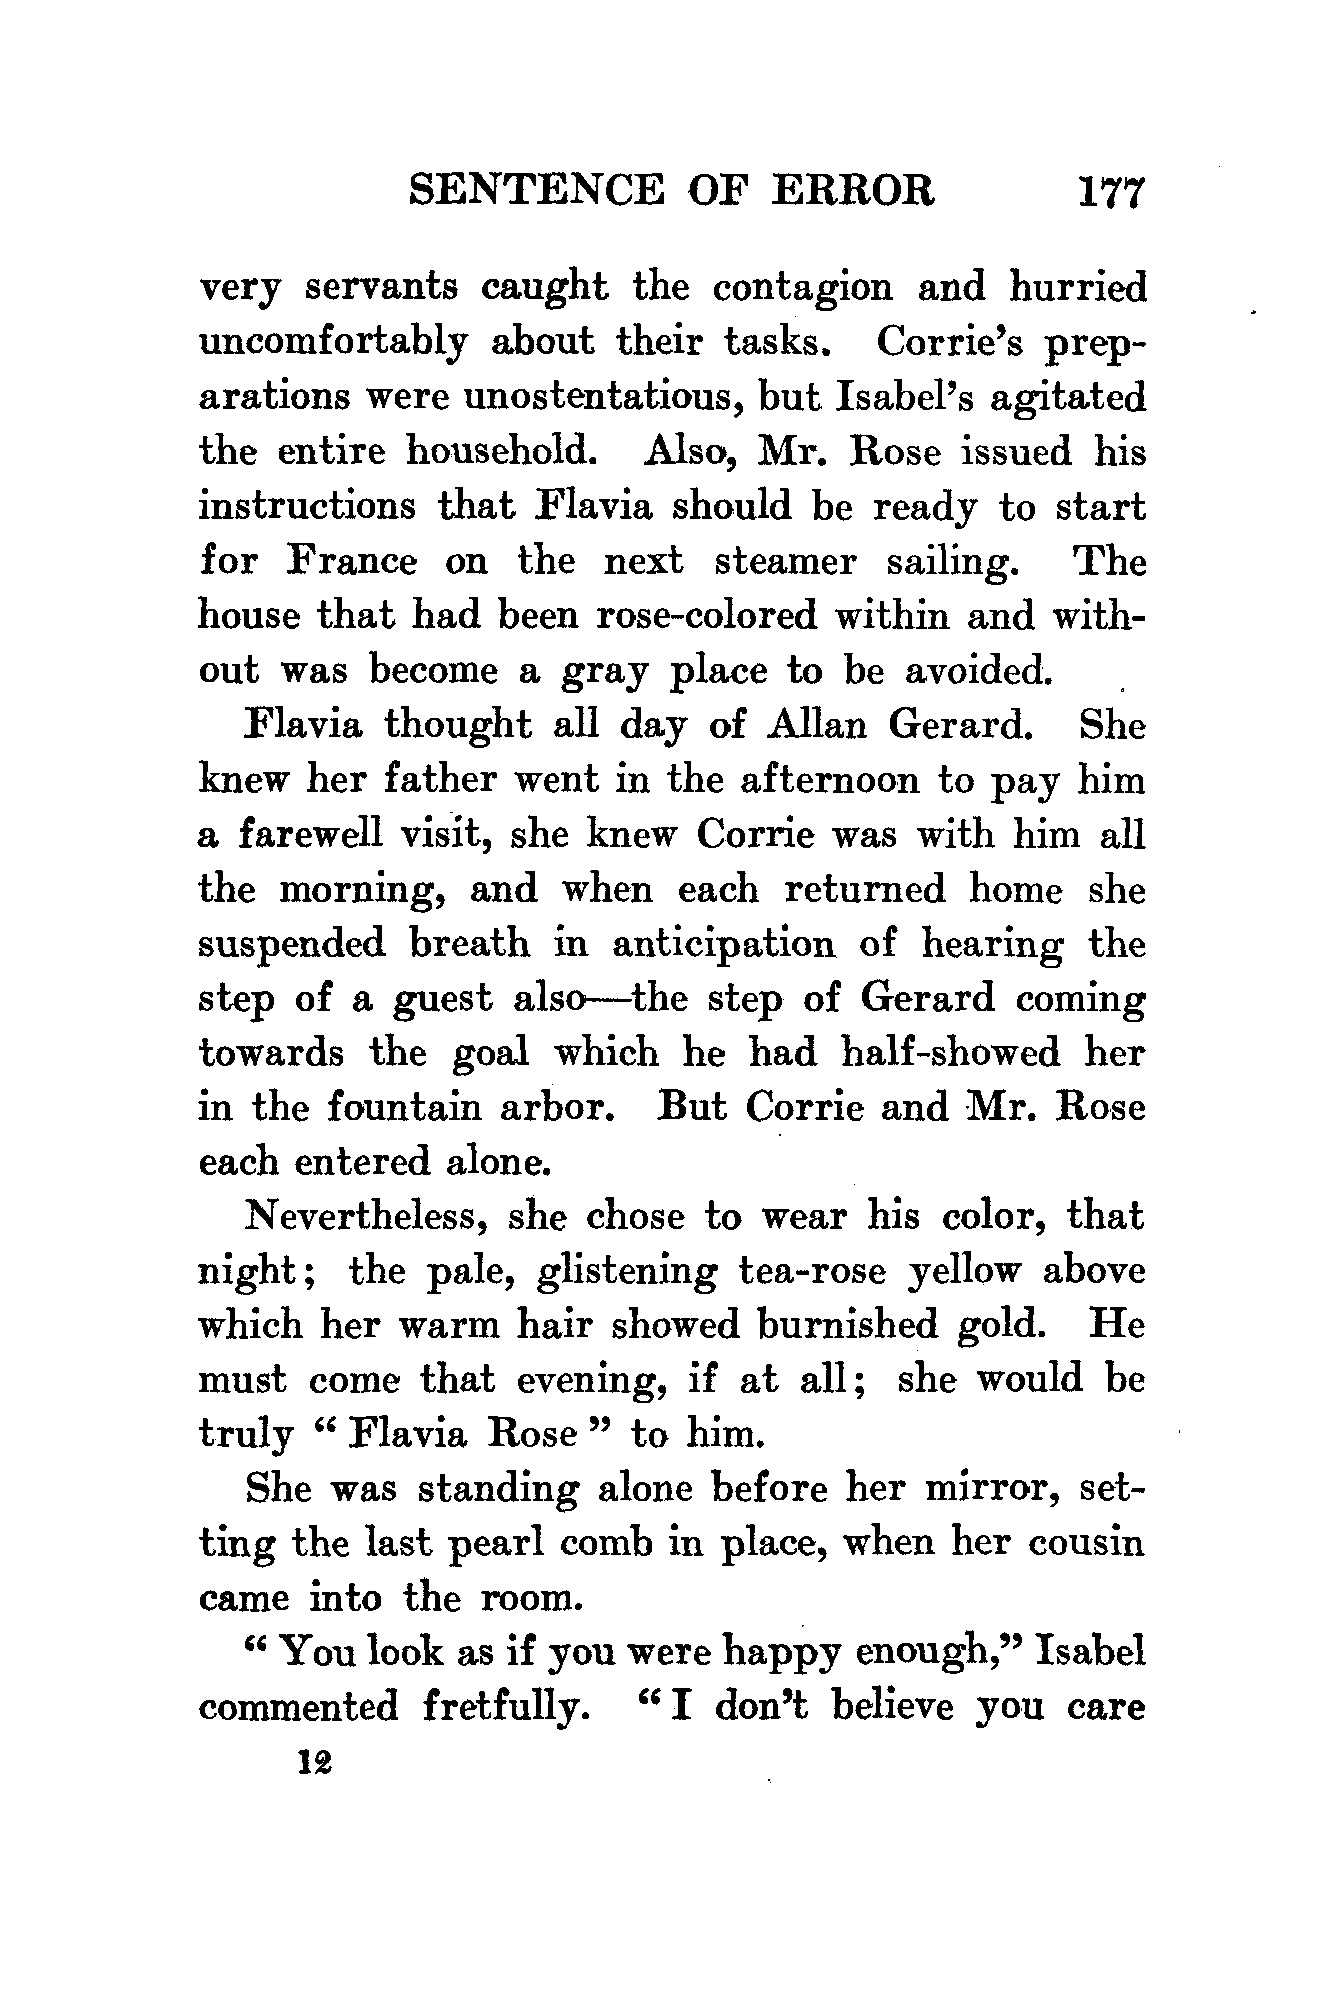 SENTENCE OF ERROR 177
very servants caught the contagion and hurried
uncomfortably about their tasks. Corrie's prep-
arations were unostentatious, but Isabel's agitated
the entire household. Also, Mr. Rose issued his
instructions that Flavia should be ready to start
for France on the next steamer sailing. The
house that had been rose-colored within and with-
out was become a gray place to be avoided.
Flavia thought all day of Allan Gerard. She
knew her father went in the afternoon to pay him
a farewell visit, she knew Corrie was with him all
the morning, and when each returned home she
suspended breath in anticipation of hearing the
step of a guest also—the step of Gerard coming
towards the goal which he had half-showed her
in the fountain arbor. But Corrie and Mr. Rose
each entered alone.
Nevertheless, she chose to wear his color, that
night; the pale, glistening tea-rose yellow above
which her warm hair showed burnished gold. He
must come that evening, if at all; she would be
truly “Flavia Rose” to him.
She was standing alone before her mirror, set-
ting the last pearl comb in place, when her cousin
came into the room.
“You look as if you were happy enough,” Isabel
commented fretfully. “I don't believe you care
12